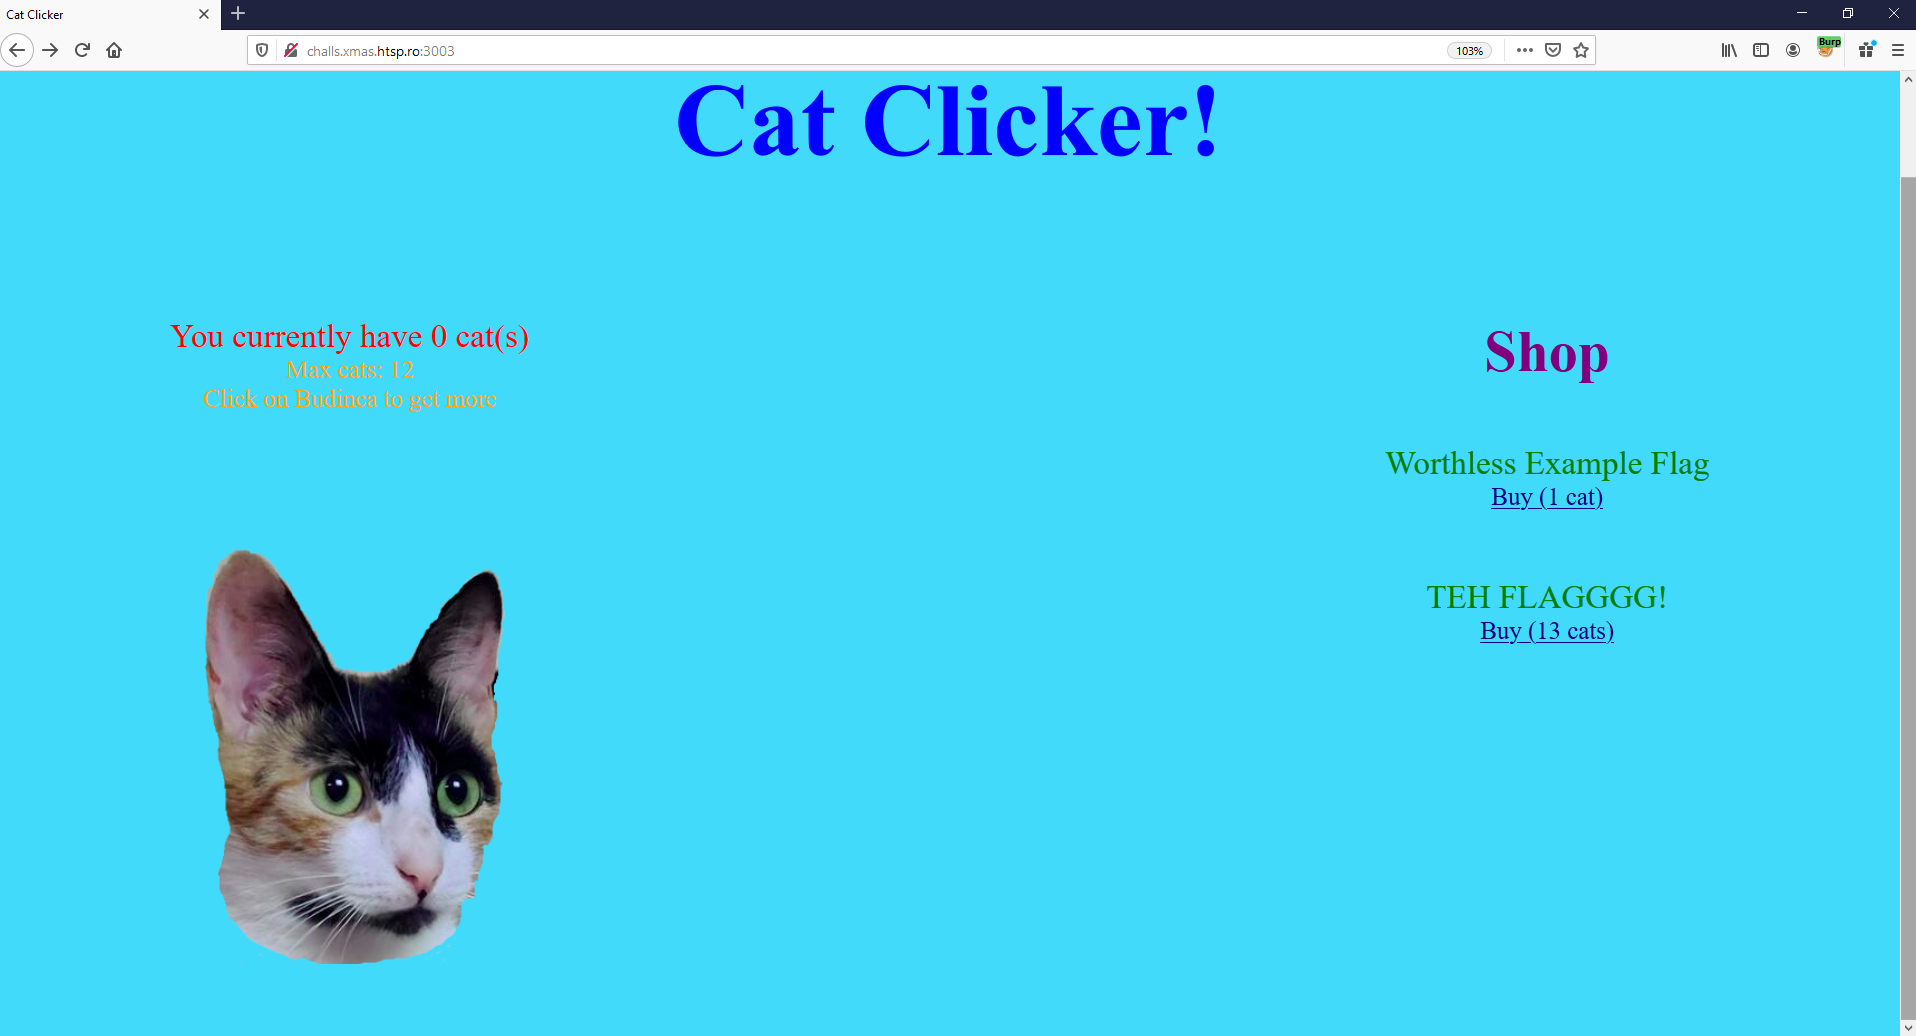 Cat Clicker
challs.xmas.htsp.ro:3003
103%
Burp
Cat Clicker!
You currently have 0 cat(s)
Max cats: 12
Click on Budinca to get more
Shop
Worthless Example Flag
Buy (1 cat)
TEH FLAGGGG!
Buy (13 cats)